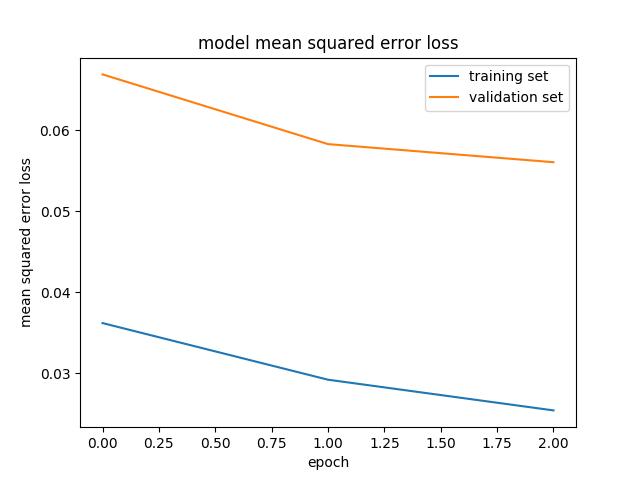 model mean squared error loss
training set
validation set
0.06
0.05
0.04
0.03
mean squared error loss
0.00 0.25 0.50 0.75 1.00 1.25 1.50 1.75 2.00
epoch